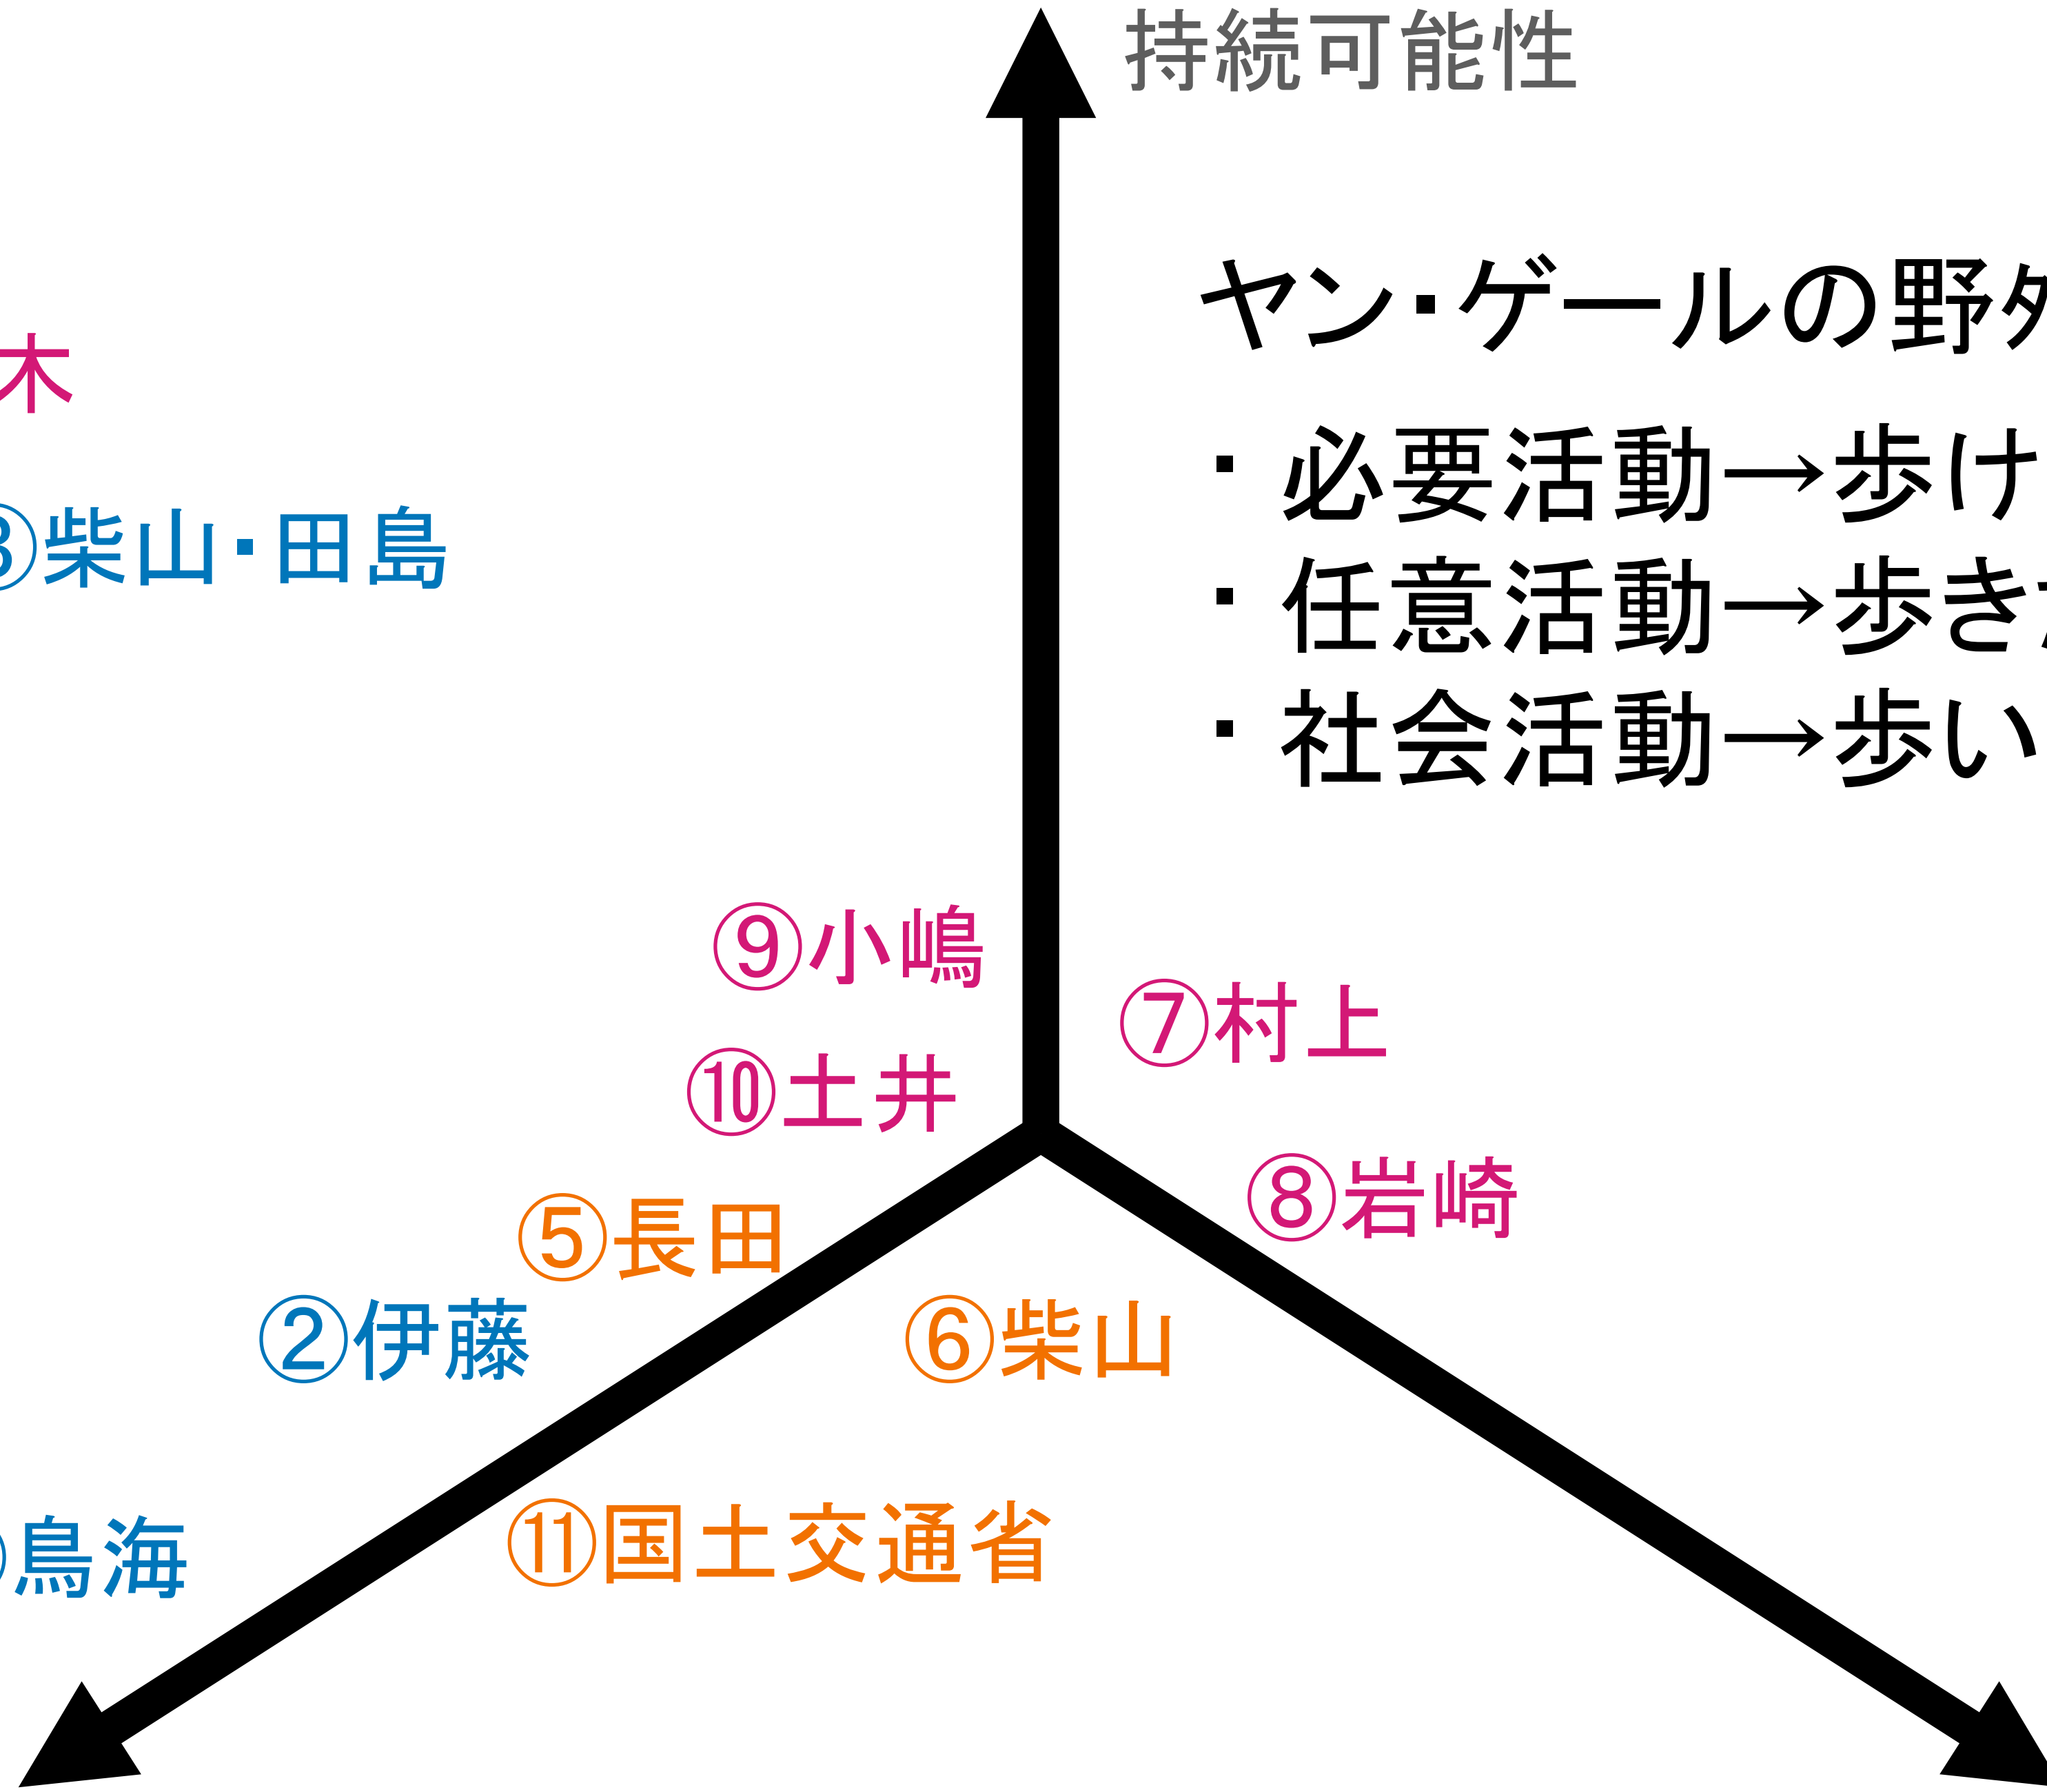 持続可能性
ヤン・ゲールの野
木
・必要活動→歩け
③柴山・田島
・任意活動→歩き
・社会活動→歩い
⑨小嶋
⑦村上
⑩土井
⑧岩崎
⑤長田
②伊藤
⑥柴山
⑪国土交通省
鳥海